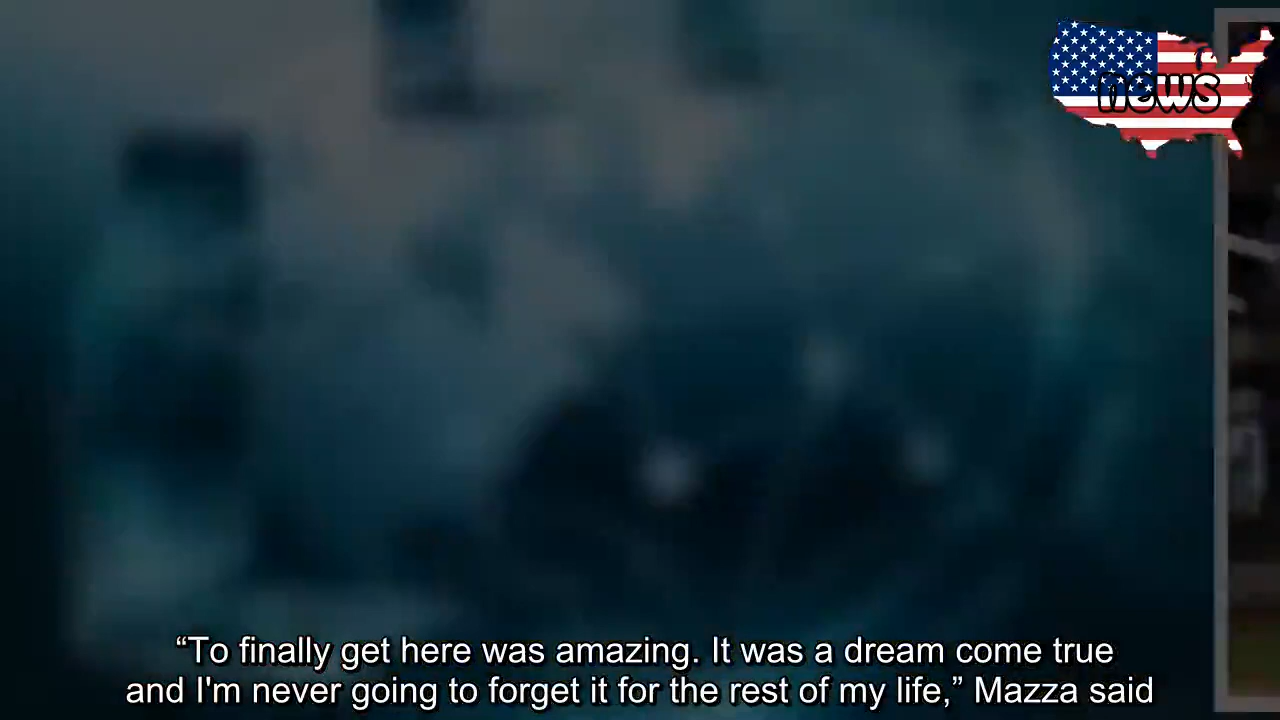 news
“To finally get here was amazing. It was a dream come true
and I'm never going to forget it for the rest of my life,” Mazza said